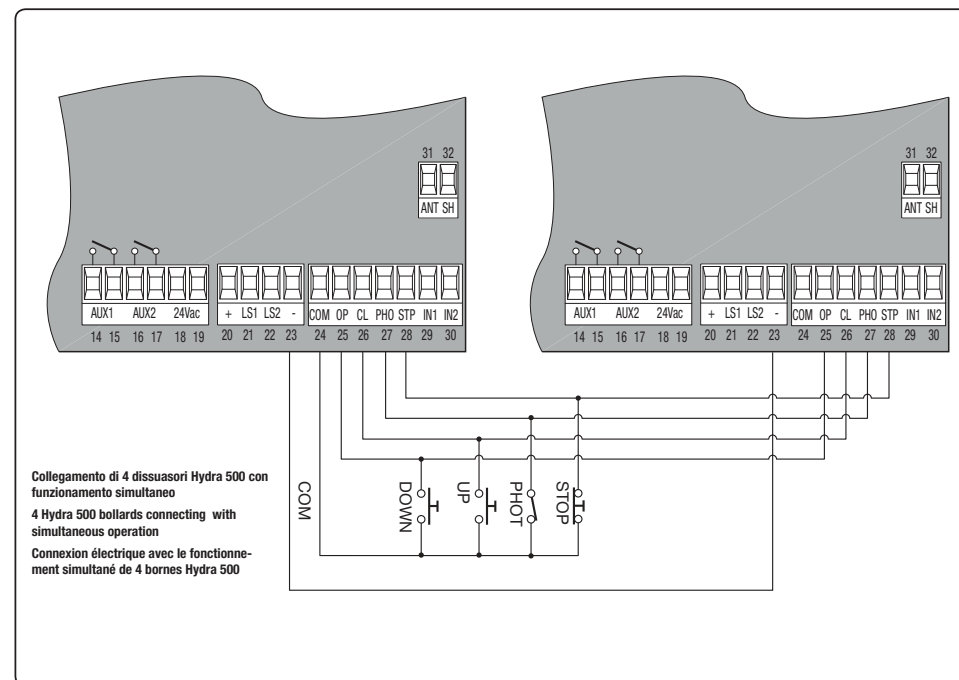 31 32
ANT SH
AUX1 AUX2 24Vac
14 15 16 17 18 19
+ LS1 LS2 -
20 21 22 23
COM OP CL PHO STP IN1 IN2
24 25 26 27 28 29 30
31 32
ANT SH
AUX1 AUX2 24Vac
14 15 16 17 18 19
+ LS1 LS2 -
20 21 22 23
COM OP CL PHO STP IN1 IN2
24 25 26 27 28 29 30
Collegamento di 4 dissuasori Hydra 500 con
funzionamento simultaneo
4 Hydra 500 bollards connecting with
simultaneous operation
Connexion électrique avec le fonctionne-
ment simultané de 4 bornes Hydra 500
COM
DOWN
UP
PHOT
STOP